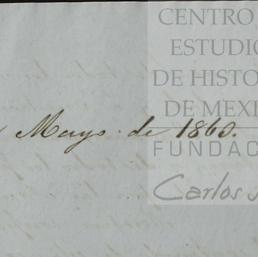 CENTRO
ESTUDIO
DE HISTO
DE MEXI
Mayo de 1860.
FUNDAC
Carlos